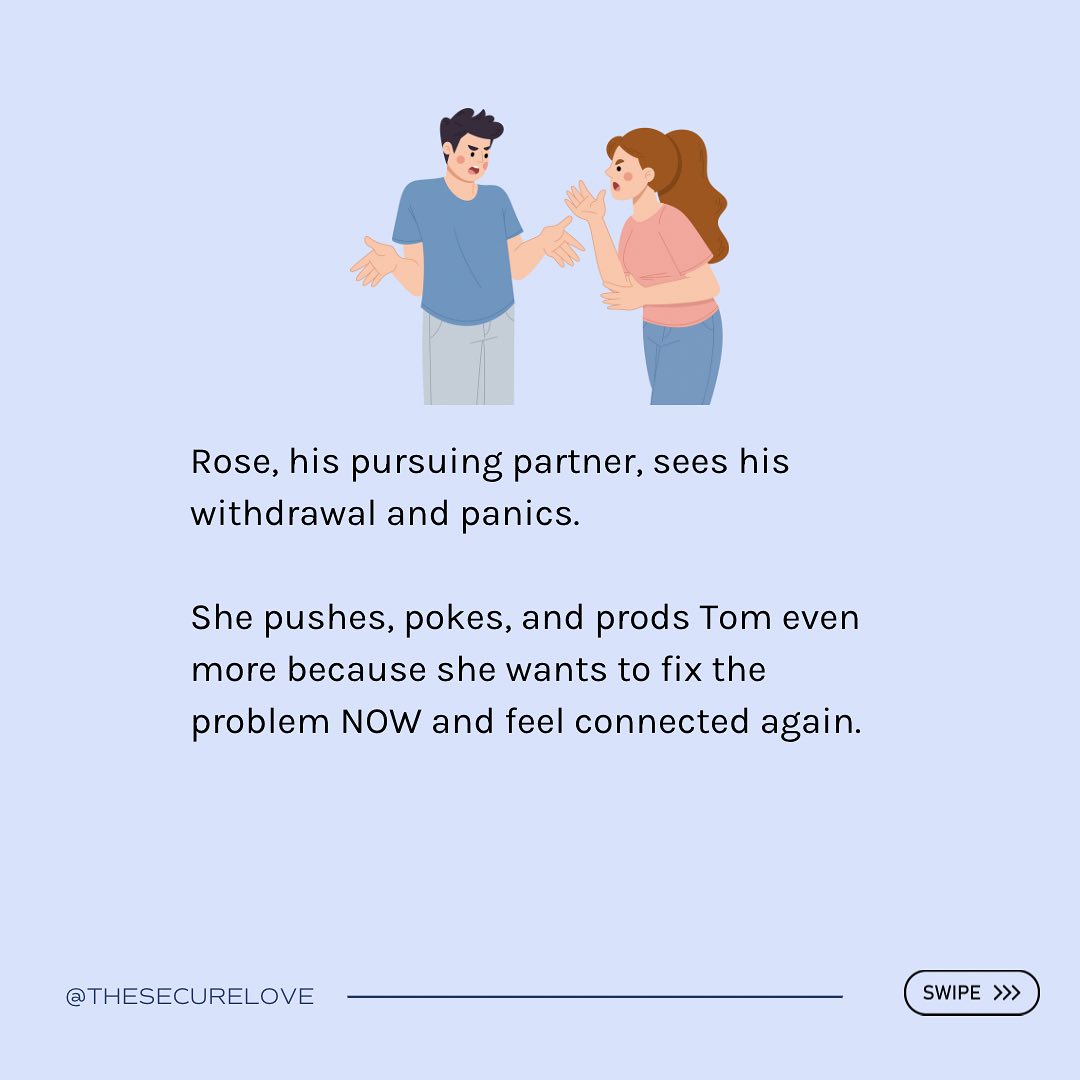 Rose, his pursuing partner, sees his
withdrawal and panics.
She pushes, pokes, and prods Tom even
more because she wants to fix the
problem NOW and feel connected again.
@THESECURELOVE
SWIPE >>>